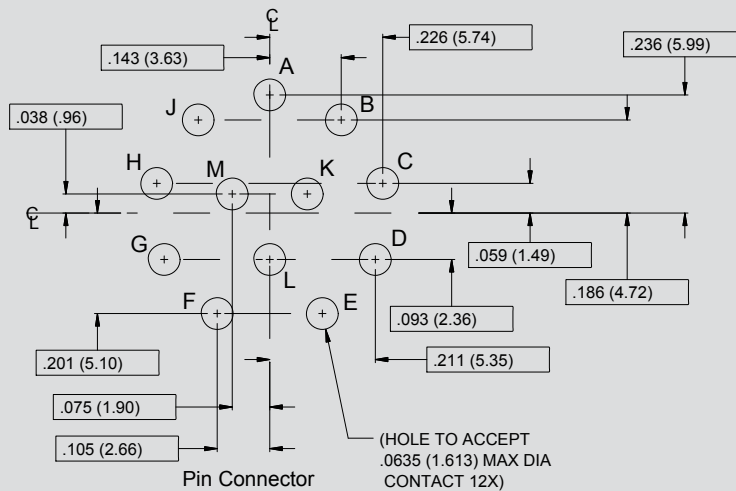 CL
.143 (3.63)
.226 (5.74)
.236 (5.99)
A
J
B
.038 (.96)
H
M
K
C
CL
.059 (1.49)
.186 (4.72)
G
L
D
F
E
.093 (2.36)
.201 (5.10)
.211 (5.35)
.075 (1.90)
.105 (2.66)
(HOLE TO ACCEPT
.0635 (1.613) MAX DIA
CONTACT 12X)
Pin Connector